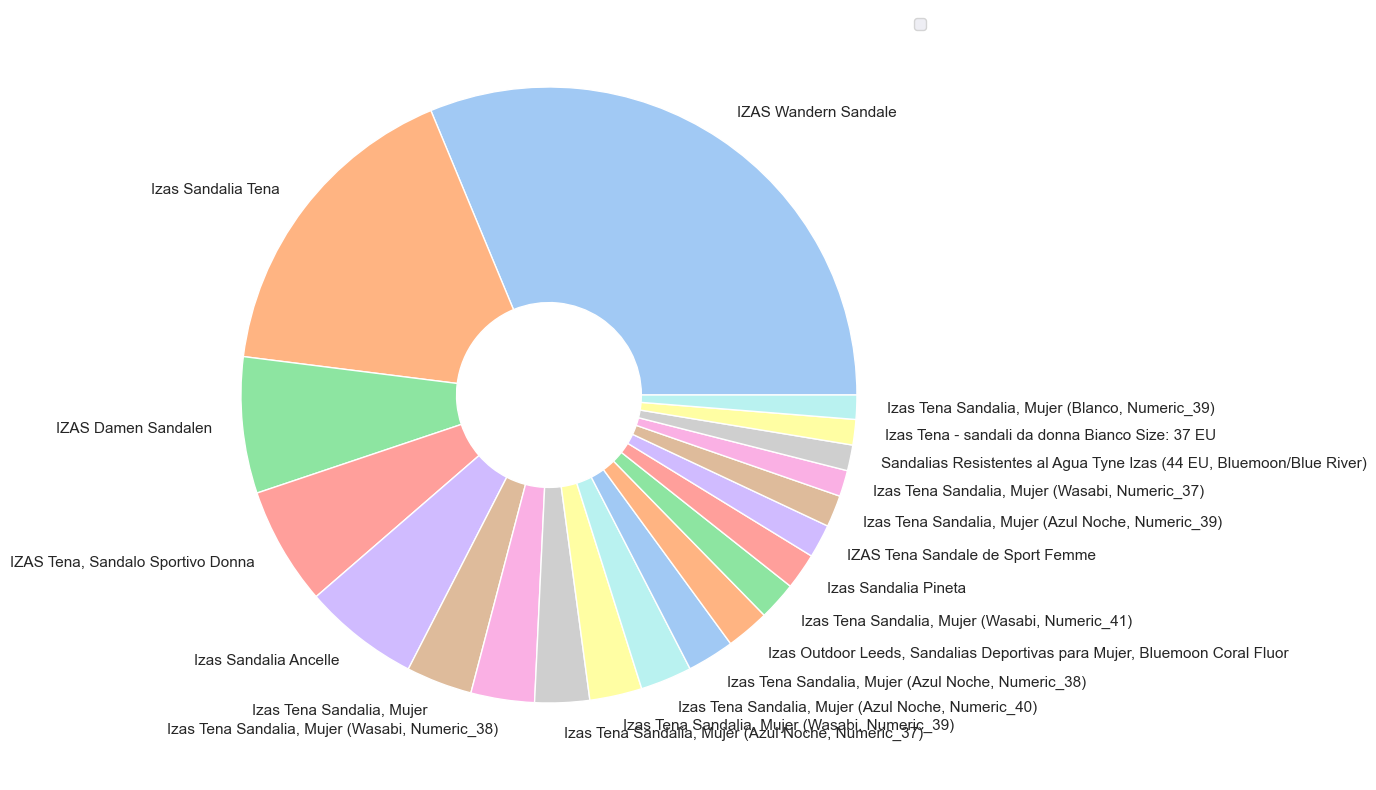 IZAS Wandern Sandale
Izas Sandalia Tena
IZAS Damen Sandalen
IZAS Tena, Sandalo Sportivo Donna
Izas Sandalia Ancelle
Izas Tena Sandalia, Mujer
Izas Tena Sandalia, Mujer (Wasabi, Numeric_38)
Izas Tena Sandalia, Mujer (Azul Noche, Numeric_37)
Izas Tena Sandalia, Mujer (Wasabi, Numeric_39)
Izas Tena Sandalia, Mujer (Azul Noche, Numeric_40)
Izas Tena Sandalia, Mujer (Azul Noche, Numeric_38)
Izas Outdoor Leeds, Sandalias Deportivas para Mujer, Bluemoon Coral Fluor
Izas Tena Sandalia, Mujer (Wasabi, Numeric_41)
Izas Sandalia Pineta
IZAS Tena Sandale de Sport Femme
Izas Tena Sandalia, Mujer (Azul Noche, Numeric_39)
Izas Tena Sandalia, Mujer (Wasabi, Numeric_37)
Sandalias Resistentes al Agua Tyne Izas (44 EU, Bluemoon/Blue River)
Izas Tena - sandali da donna Bianco Size: 37 EU
Izas Tena Sandalia, Mujer (Blanco, Numeric_39)